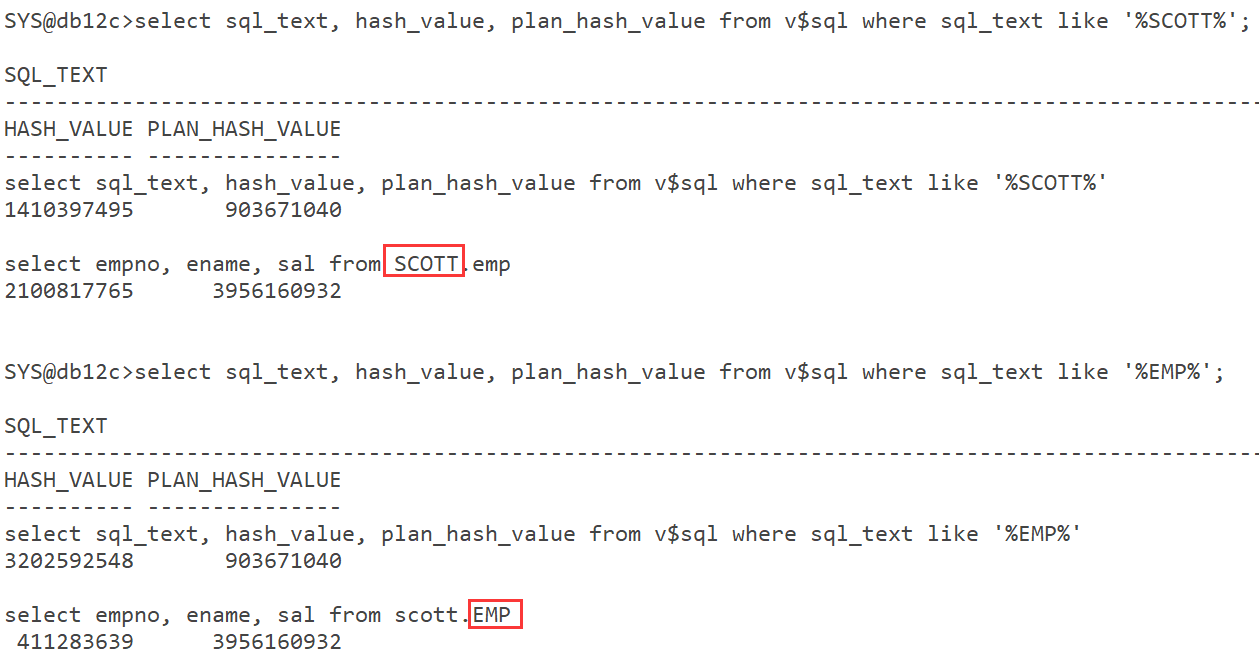 SYS@db12c>select sql_text, hash_value, plan_hash_value from v$sql where sql_text like '%SCOTT%';
SQL_TEXT
------------------------------------------------------------------------------------------------
HASH_VALUE PLAN_HASH_VALUE
---------- ---------------
select sql_text, hash_value, plan_hash_value from v$sql where sql_text like '%SCOTT%'
1410397495       903671040
select empno, ename, sal from SCOTT.emp
2100817765      3956160932
SYS@db12c>select sql_text, hash_value, plan_hash_value from v$sql where sql_text like '%EMP%';
SQL_TEXT
------------------------------------------------------------------------------------------------
HASH_VALUE PLAN_HASH_VALUE
---------- ---------------
select sql_text, hash_value, plan_hash_value from v$sql where sql_text like '%EMP%'
3202592548       903671040
select empno, ename, sal from scott.EMP
 411283639      3956160932